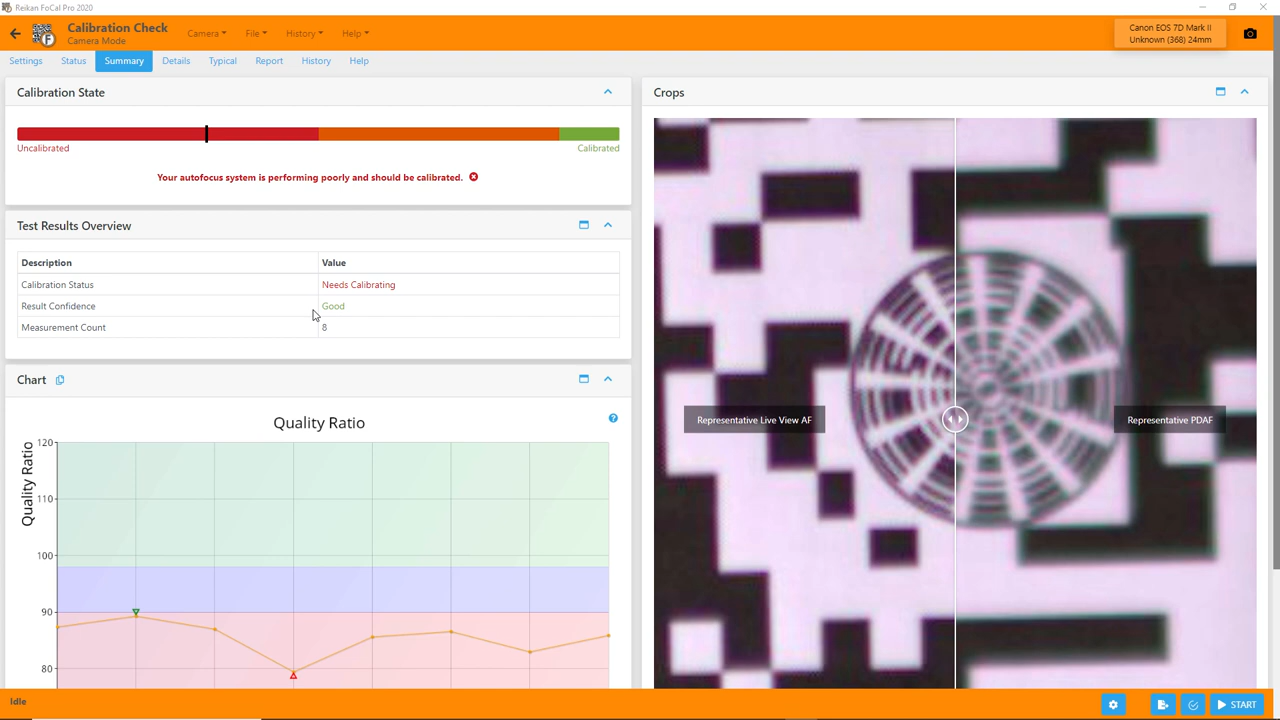 Reikan FoCal Pro 2020
Calibration Check
Camera Mode
Camera
File
History
Help
Canon EOS 7D Mark II
Unknown (368) 24mm
Settings
Status
Summary
Details
Typical
Report
History
Help
Calibration State
Uncalibrated
Calibrated
Your autofocus system is performing poorly and should be calibrated.
Test Results Overview
Description Value
Calibration Status Needs Calibrating
Result Confidence Good
Measurement Count 8
Chart
Quality Ratio
Quality Ratio
120
110
100
90
80
Crops
Representative Live View AF
Representative PDAF
Idle
START